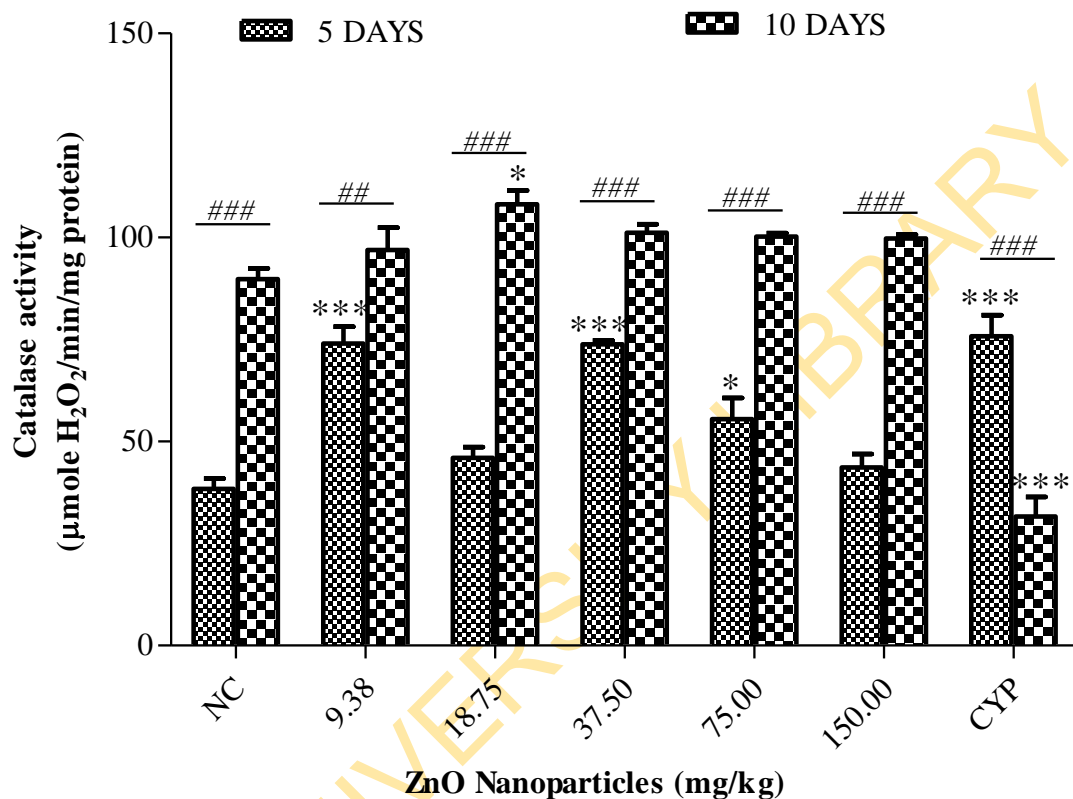 150
5 DAYS
10 DAYS
###
*
###
##
###
###
###
###
100
***
***
***
*
50
***
0
Catalase activity
(µmole H₂O₂/min/mg protein)
NC
9.38
18.75
37.50
75.00
150.00
CYP
ZnO Nanoparticles (mg/kg)
LIBRARY